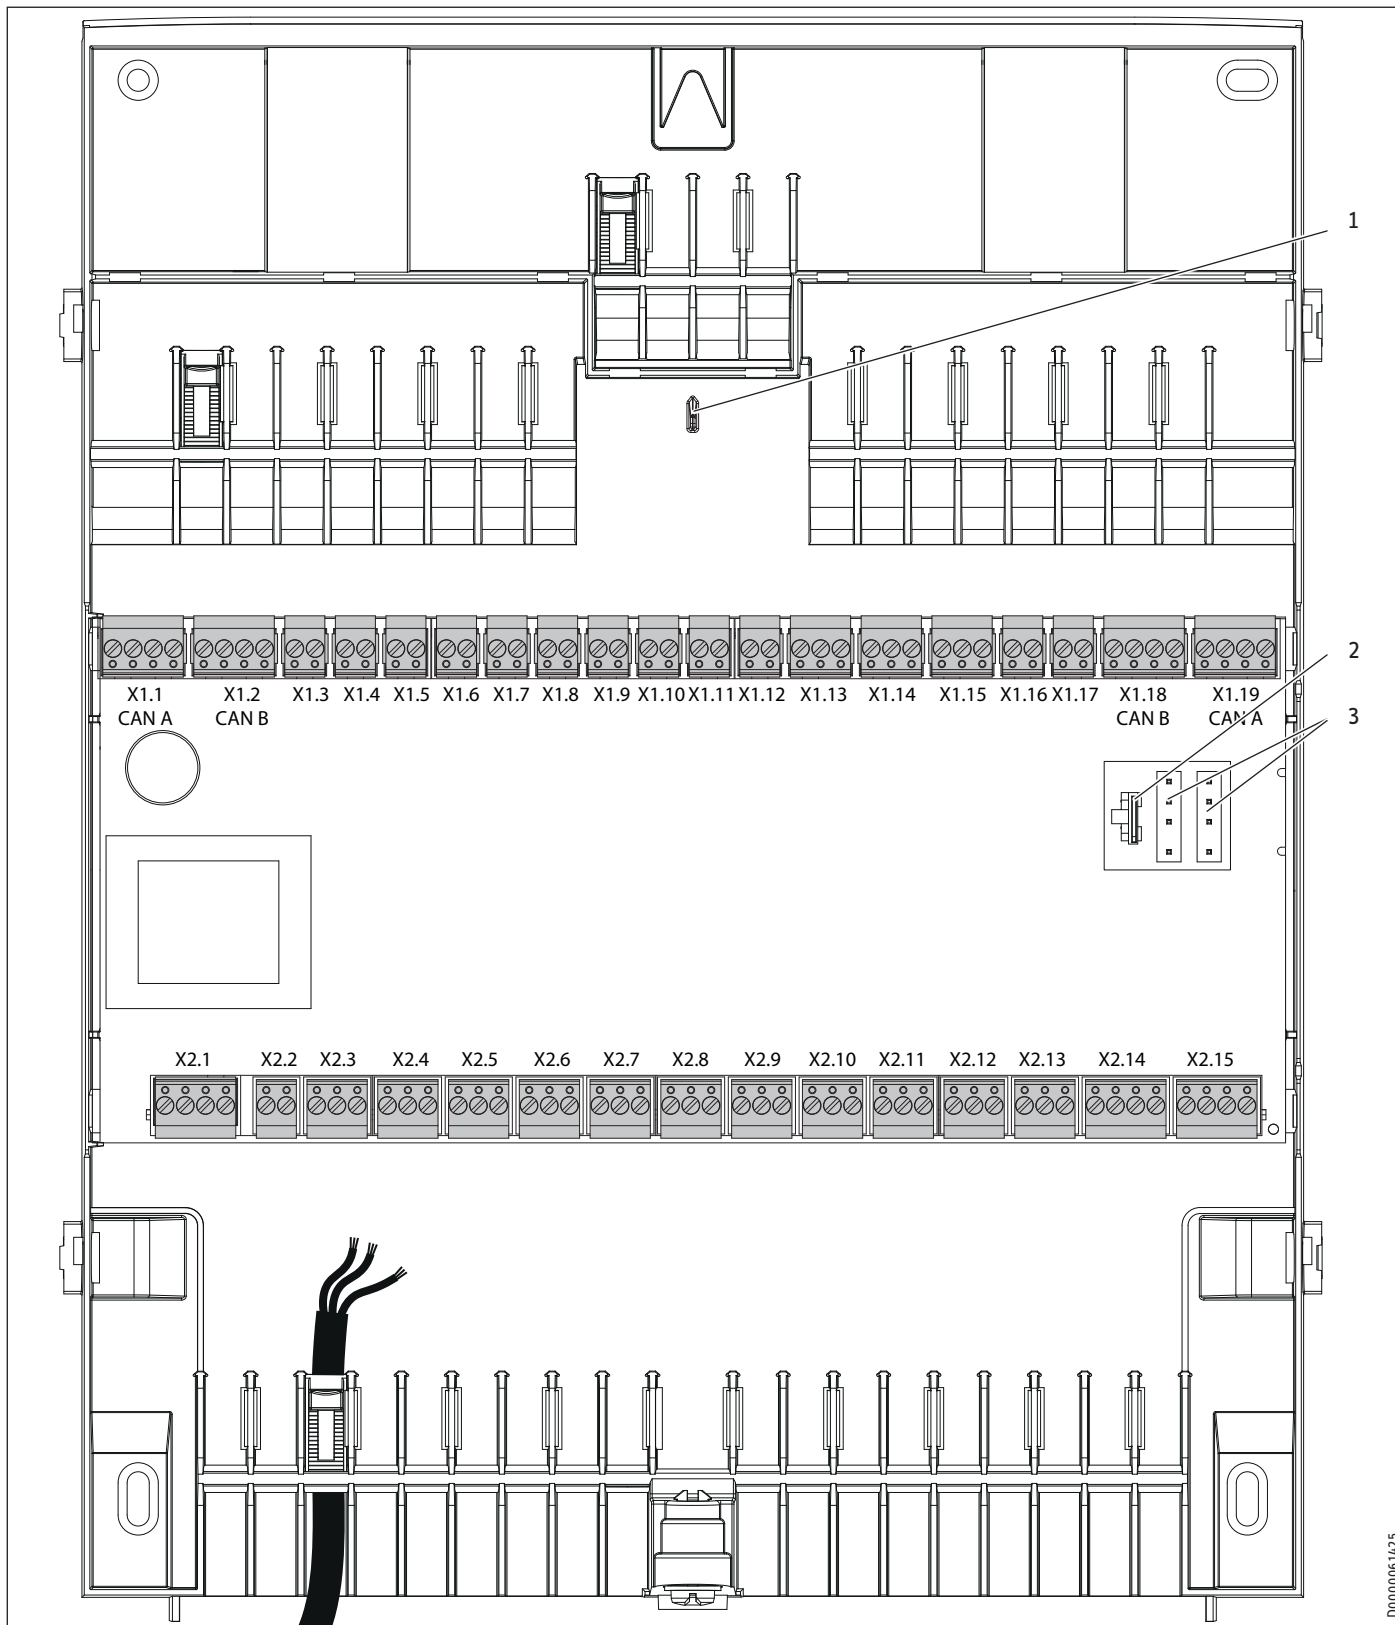 1
X1.1 X1.2 X1.3 X1.4 X1.5 X1.6 X1.7 X1.8 X1.9 X1.10 X1.11 X1.12 X1.13 X1.14 X1.15 X1.16 X1.17 X1.18 X1.19
CAN A CAN B CAN B CAN A
2
3
X2.1 X2.2 X2.3 X2.4 X2.5 X2.6 X2.7 X2.8 X2.9 X2.10 X2.11 X2.12 X2.13 X2.14 X2.15
D0000061425